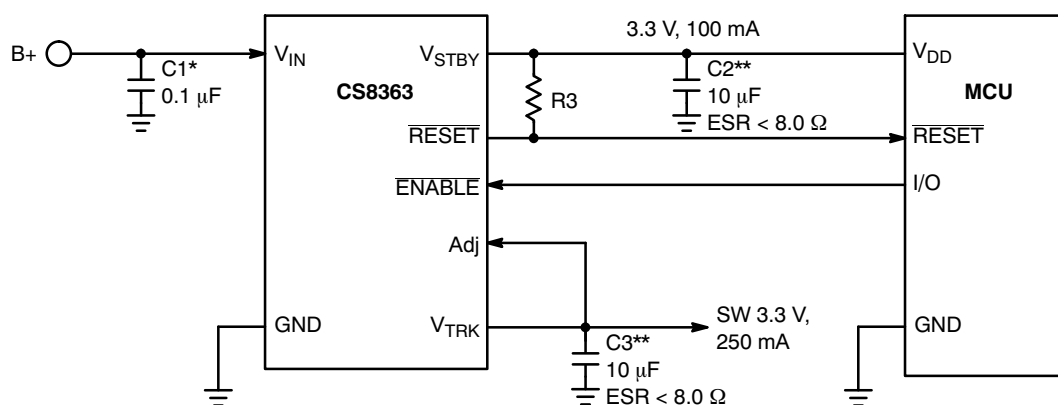 3.3 V, 100 mA
B+
V_IN
V_STBY
V_DD
C1*
0.1 μF
CS8363
R3
C2**
10 μF
ESR < 8.0 Ω
MCU
RESET
RESET
ENABLE
I/O
Adj
GND
V_TRK
SW 3.3 V,
250 mA
GND
C3**
10 μF
ESR < 8.0 Ω